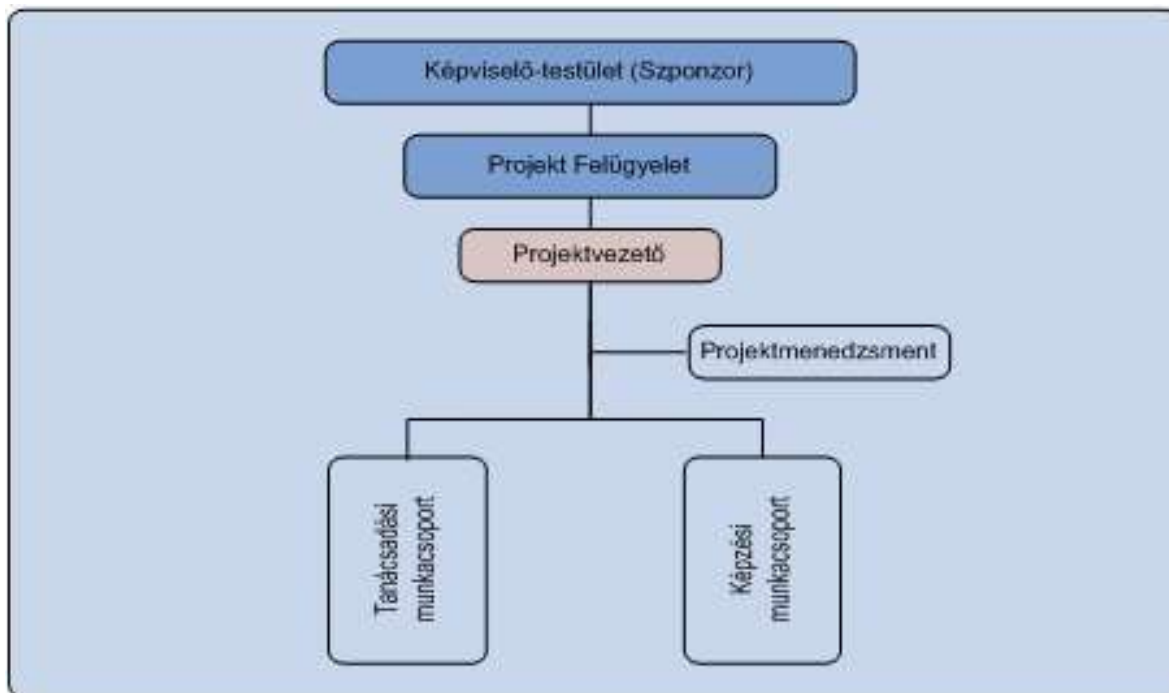 Képviselő-testület (Szponzor)
Projekt Felügyelet
Projektvezető
Projektmenedzsment
Tanácsadási
munkacsoport
Képzési
munkacsoport